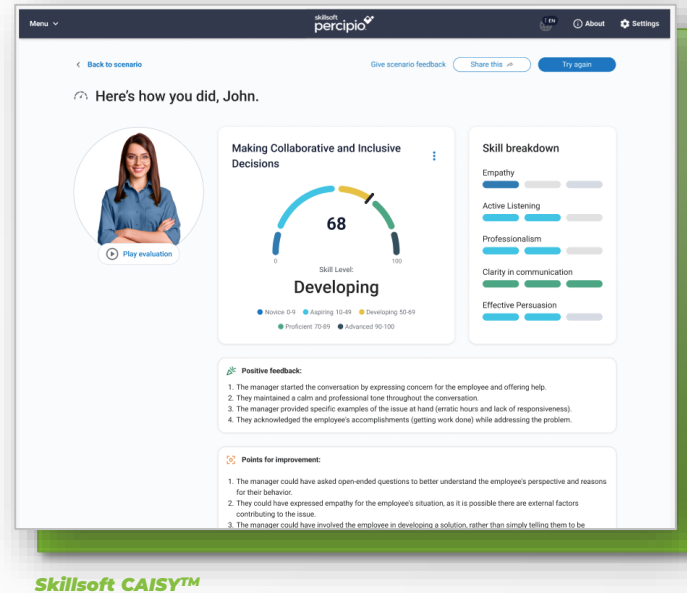 Menu
skillsoft
percipio
EN
About
Settings
Back to scenario
Give scenario feedback
Share this
Try again
Here's how you did, John.
Play evaluation
Making Collaborative and Inclusive
Decisions
68
0
100
Skill Level:
Developing
Novice 0-9
Aspiring 10-49
Developing 50-69
Proficient 70-89
Advanced 90-100
Skill breakdown
Empathy
Active Listening
Professionalism
Clarity in communication
Effective Persuasion
Positive feedback:
1. The manager started the conversation by expressing concern for the employee and offering help.
2. They maintained a calm and professional tone throughout the conversation.
3. The manager provided specific examples of the issue at hand (erratic hours and lack of responsiveness).
4. They acknowledged the employee's accomplishments (getting work done) while addressing the problem.
Points for improvement:
1. The manager could have asked open-ended questions to better understand the employee's perspective and reasons
for their behavior.
2. They could have expressed empathy for the employee's situation, as it is possible there are external factors
contributing to the issue.
3. The manager could have involved the employee in developing a solution, rather than simply telling them to be
Skillsoft CAISY™